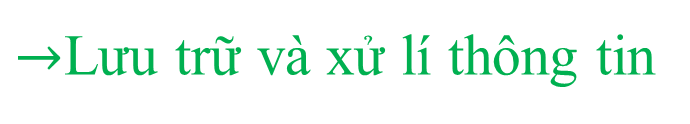 →Lưu trữ và xử lí thông tin